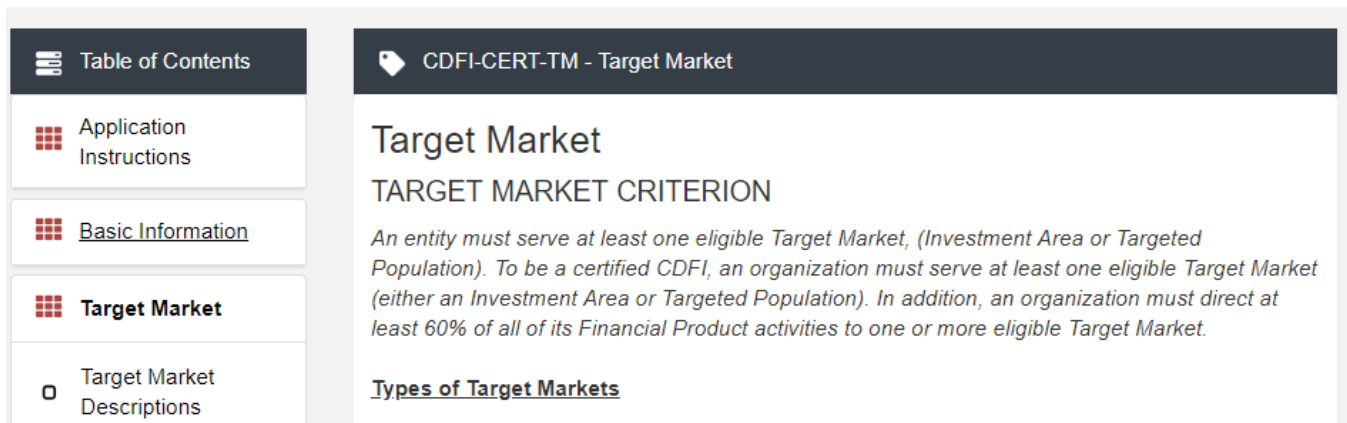 Table of Contents
Application
Instructions
Basic Information
Target Market
Target Market
Descriptions
CDFI-CERT-TM - Target Market
Target Market
TARGET MARKET CRITERION
An entity must serve at least one eligible Target Market, (Investment Area or Targeted
Population). To be a certified CDFI, an organization must serve at least one eligible Target Market
(either an Investment Area or Targeted Population). In addition, an organization must direct at
least 60% of all of its Financial Product activities to one or more eligible Target Market.
Types of Target Markets